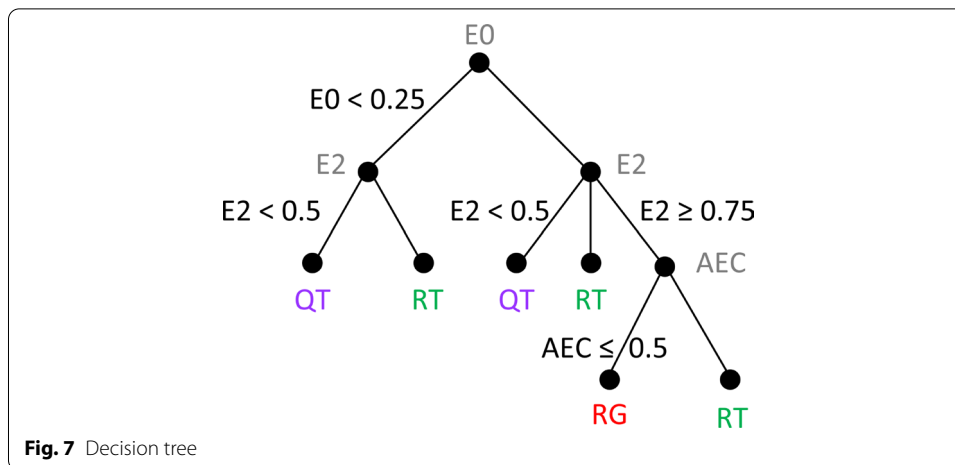 E0
E0 < 0.25
E2
E2
E2 < 0.5
E2 < 0.5
E2 ≥ 0.75
AEC
QT
RT
QT
RT
AEC ≤ 0.5
RG
RT
Fig. 7 Decision tree